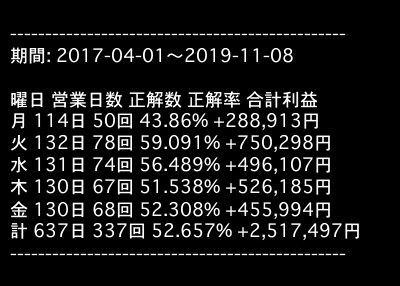 ------------------------------------------------
期間: 2017-04-01～2019-11-08
曜日 営業日数 正解数 正解率 合計利益
月 114日 50回 43.86% +288,913円
火 132日 78回 59.091% +750,298円
水 131日 74回 56.489% +496,107円
木 130日 67回 51.538% +526,185円
金 130日 68回 52.308% +455,994円
計 637日 337回 52.657% +2,517,497円
------------------------------------------------